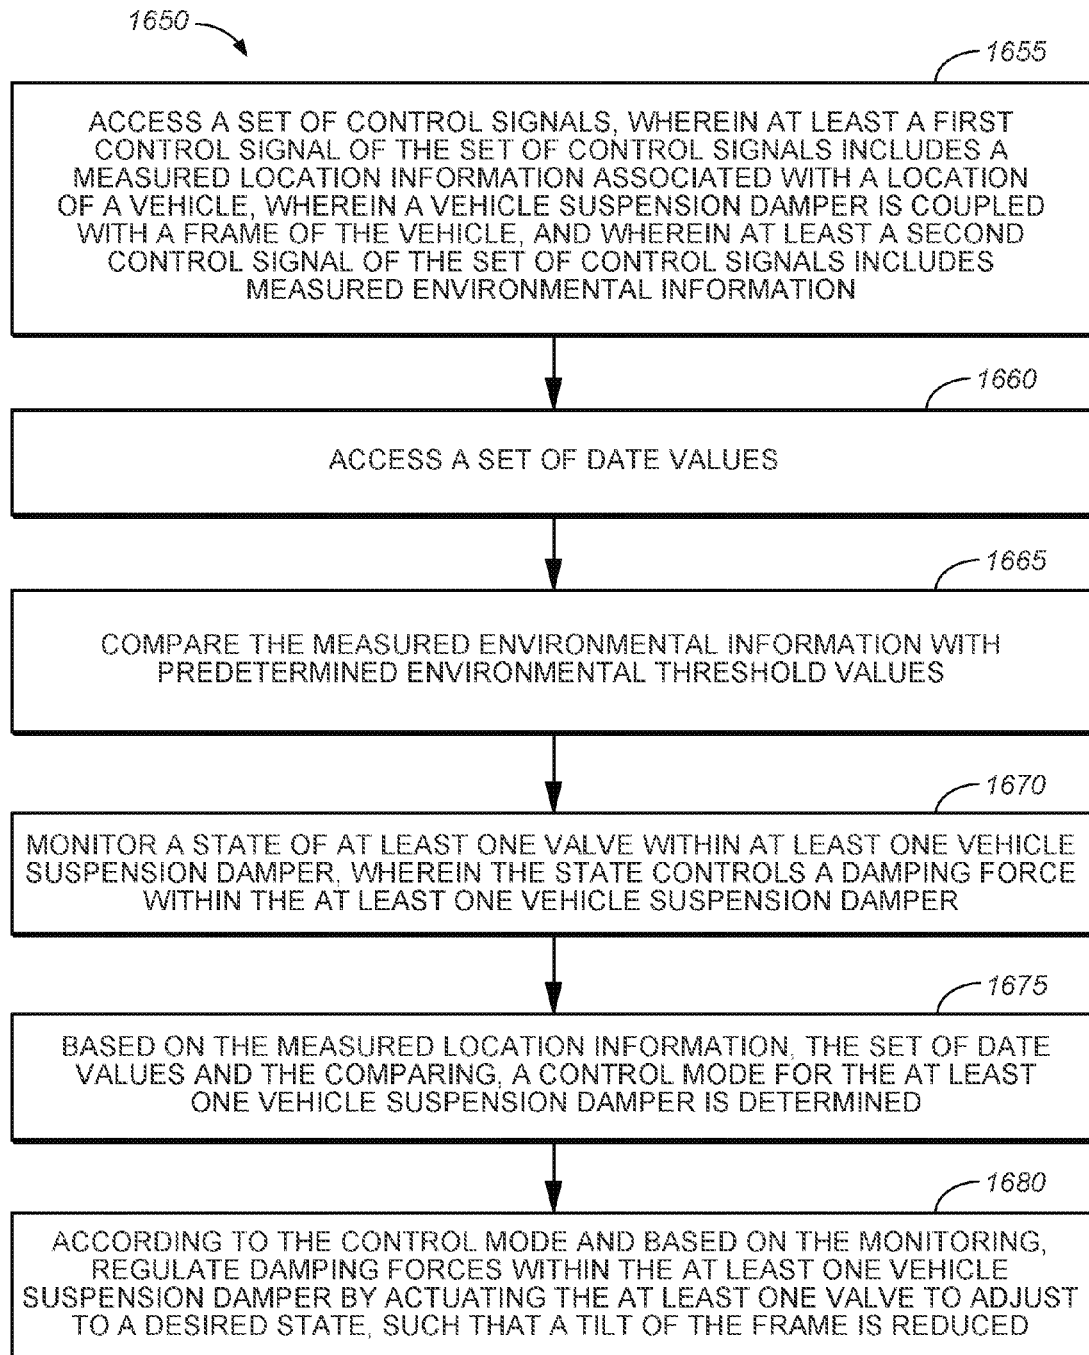 1650
1655
ACCESS A SET OF CONTROL SIGNALS, WHEREIN AT LEAST A FIRST
CONTROL SIGNAL OF THE SET OF CONTROL SIGNALS INCLUDES A
MEASURED LOCATION INFORMATION ASSOCIATED WITH A LOCATION
OF A VEHICLE, WHEREIN A VEHICLE SUSPENSION DAMPER IS COUPLED
WITH A FRAME OF THE VEHICLE, AND WHEREIN AT LEAST A SECOND
CONTROL SIGNAL OF THE SET OF CONTROL SIGNALS INCLUDES
MEASURED ENVIRONMENTAL INFORMATION
1660
ACCESS A SET OF DATE VALUES
1665
COMPARE THE MEASURED ENVIRONMENTAL INFORMATION WITH
PREDETERMINED ENVIRONMENTAL THRESHOLD VALUES
1670
MONITOR A STATE OF AT LEAST ONE VALVE WITHIN AT LEAST ONE VEHICLE
SUSPENSION DAMPER, WHEREIN THE STATE CONTROLS A DAMPING FORCE
WITHIN THE AT LEAST ONE VEHICLE SUSPENSION DAMPER
1675
BASED ON THE MEASURED LOCATION INFORMATION, THE SET OF DATE
VALUES AND THE COMPARING, A CONTROL MODE FOR THE AT LEAST
ONE VEHICLE SUSPENSION DAMPER IS DETERMINED
1680
ACCORDING TO THE CONTROL MODE AND BASED ON THE MONITORING,
REGULATE DAMPING FORCES WITHIN THE AT LEAST ONE VEHICLE
SUSPENSION DAMPER BY ACTUATING THE AT LEAST ONE VALVE TO ADJUST
TO A DESIRED STATE, SUCH THAT A TILT OF THE FRAME IS REDUCED